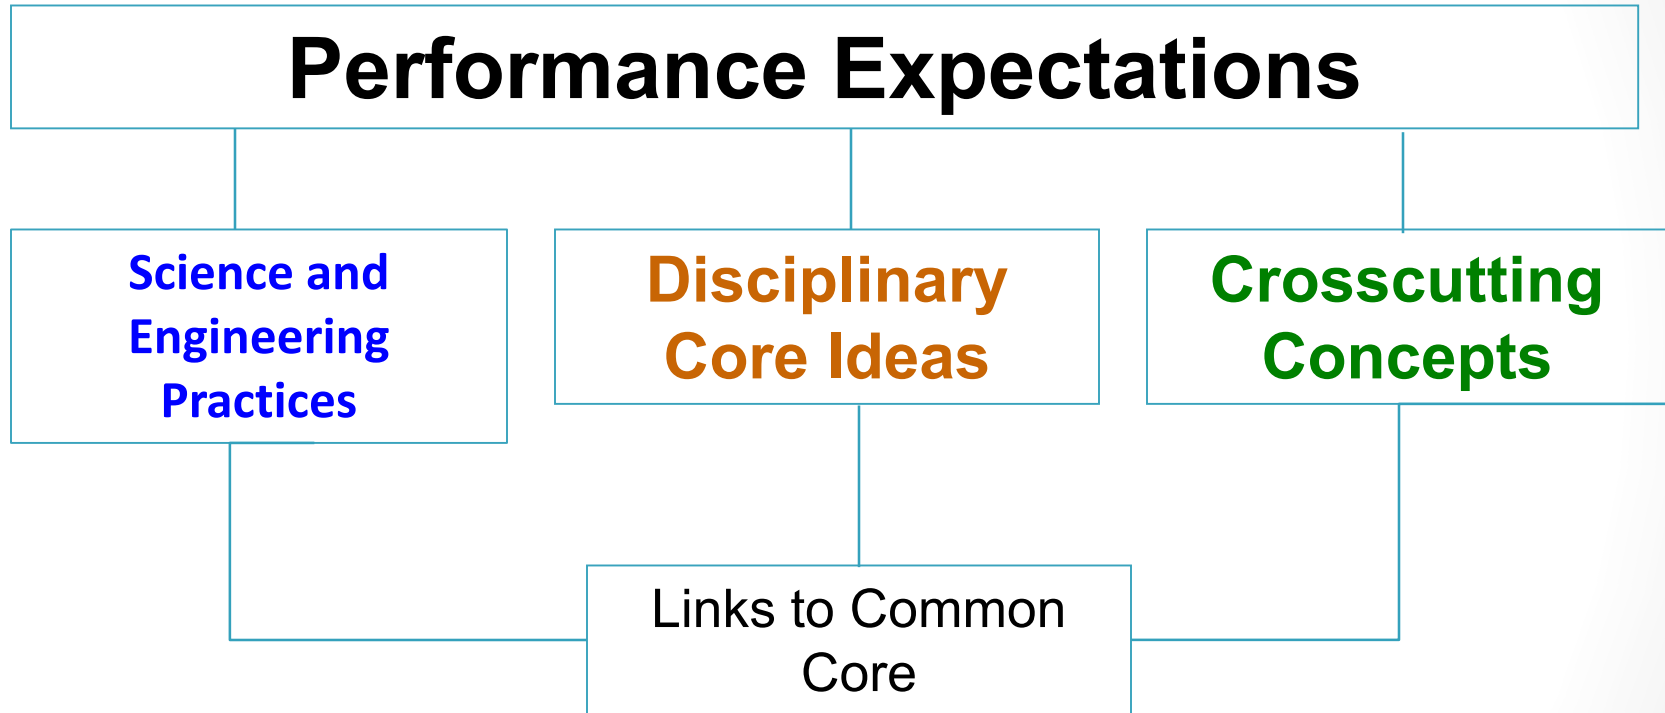 Performance Expectations
Science and
Engineering
Practices
Disciplinary
Core Ideas
Crosscutting
Concepts
Links to Common
Core